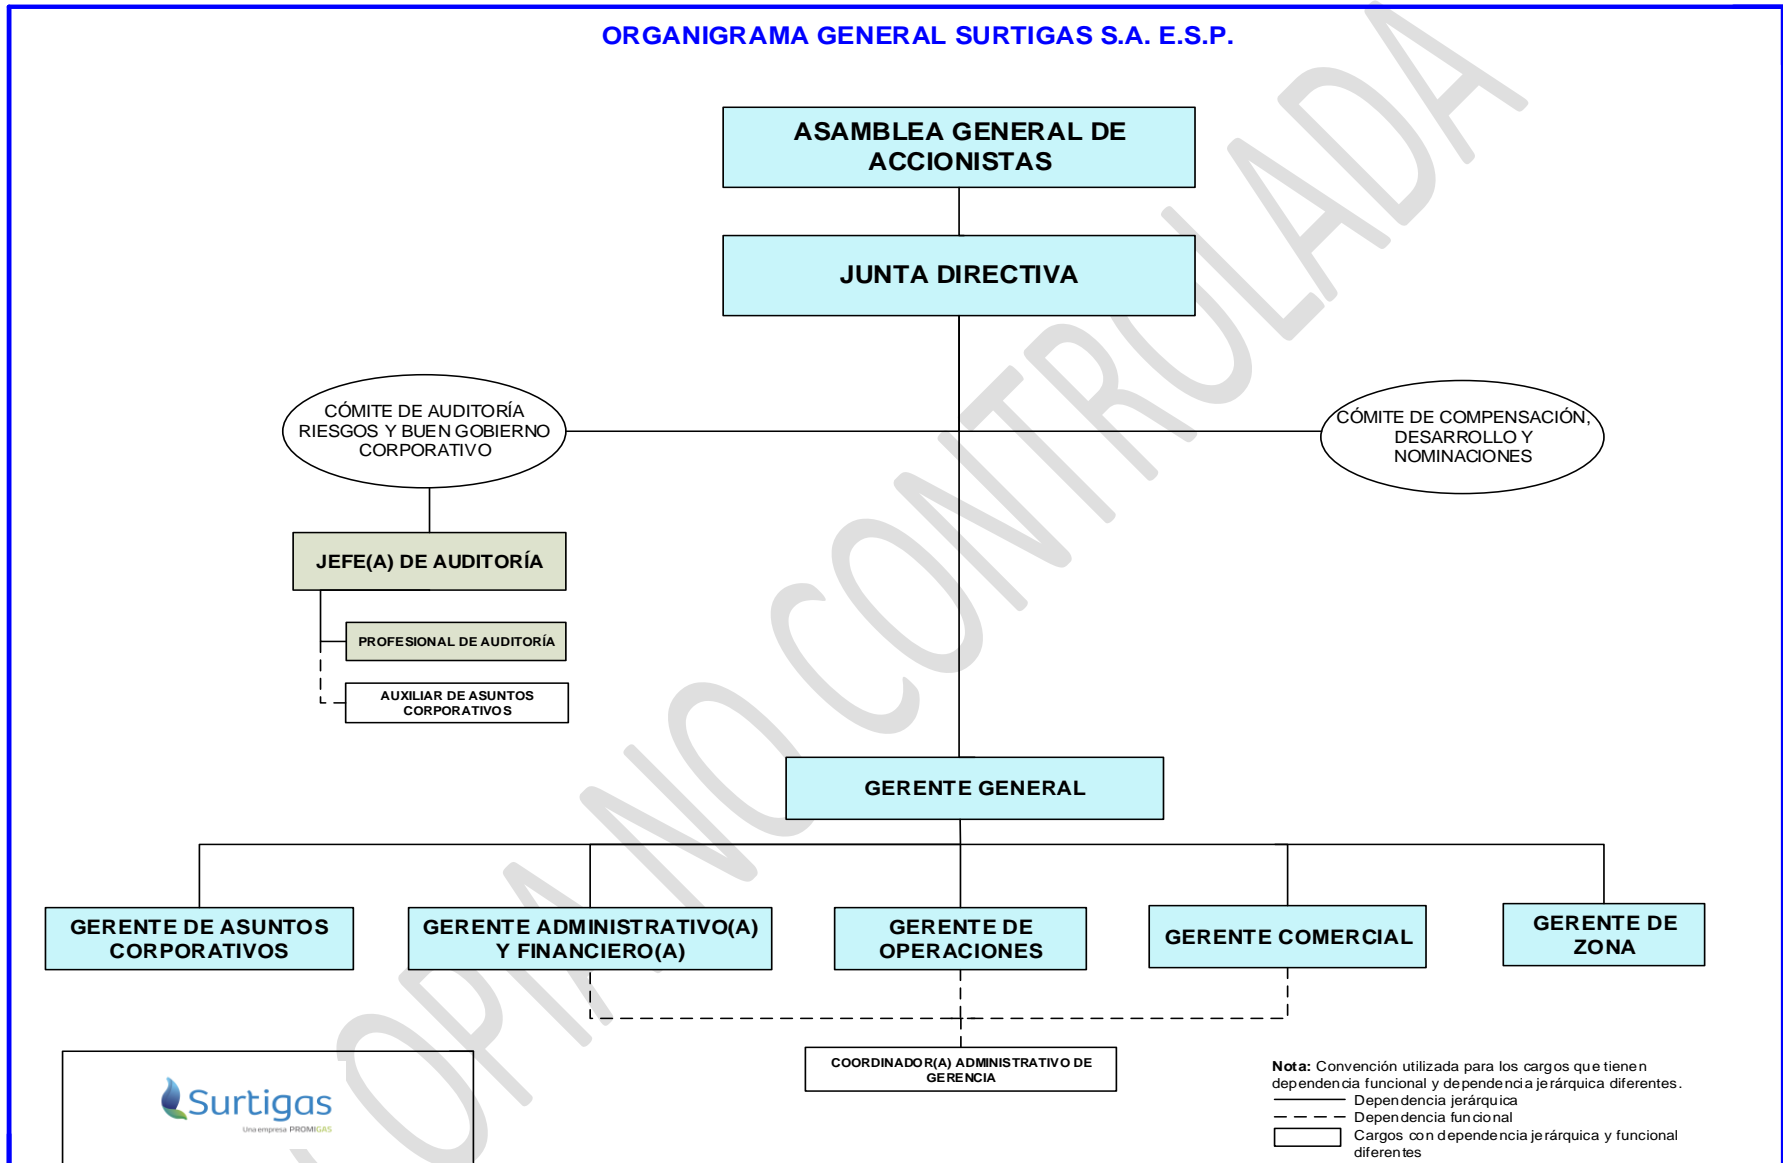 ORGANIGRAMA GENERAL SURTIGAS S.A. E.S.P.
ASAMBLEA GENERAL DE
ACCIONISTAS
JUNTA DIRECTIVA
CÓMITE DE AUDITORÍA
RIESGOS Y BUEN GOBIERNO
CORPORATIVO
CÓMITE DE COMPENSACIÓN,
DESARROLLO Y
NOMINACIONES
JEFE(A) DE AUDITORÍA
PROFESIONAL DE AUDITORÍA
AUXILIAR DE ASUNTOS
CORPORATIVOS
GERENTE GENERAL
GERENTE DE ASUNTOS
CORPORATIVOS
GERENTE ADMINISTRATIVO(A)
Y FINANCIERO(A)
GERENTE DE
OPERACIONES
GERENTE COMERCIAL
GERENTE DE
ZONA
COORDINADOR(A) ADMINISTRATIVO DE
GERENCIA
Surtigas
Una empresa PROMIGAS
Nota: Convención utilizada para los cargos que tienen
dependencia funcional y dependencia jerárquica diferentes.
Dependencia jerárquica
Dependencia funcional
Cargos con dependencia jerárquica y funcional
diferentes
OPIA NO CONTROLADA